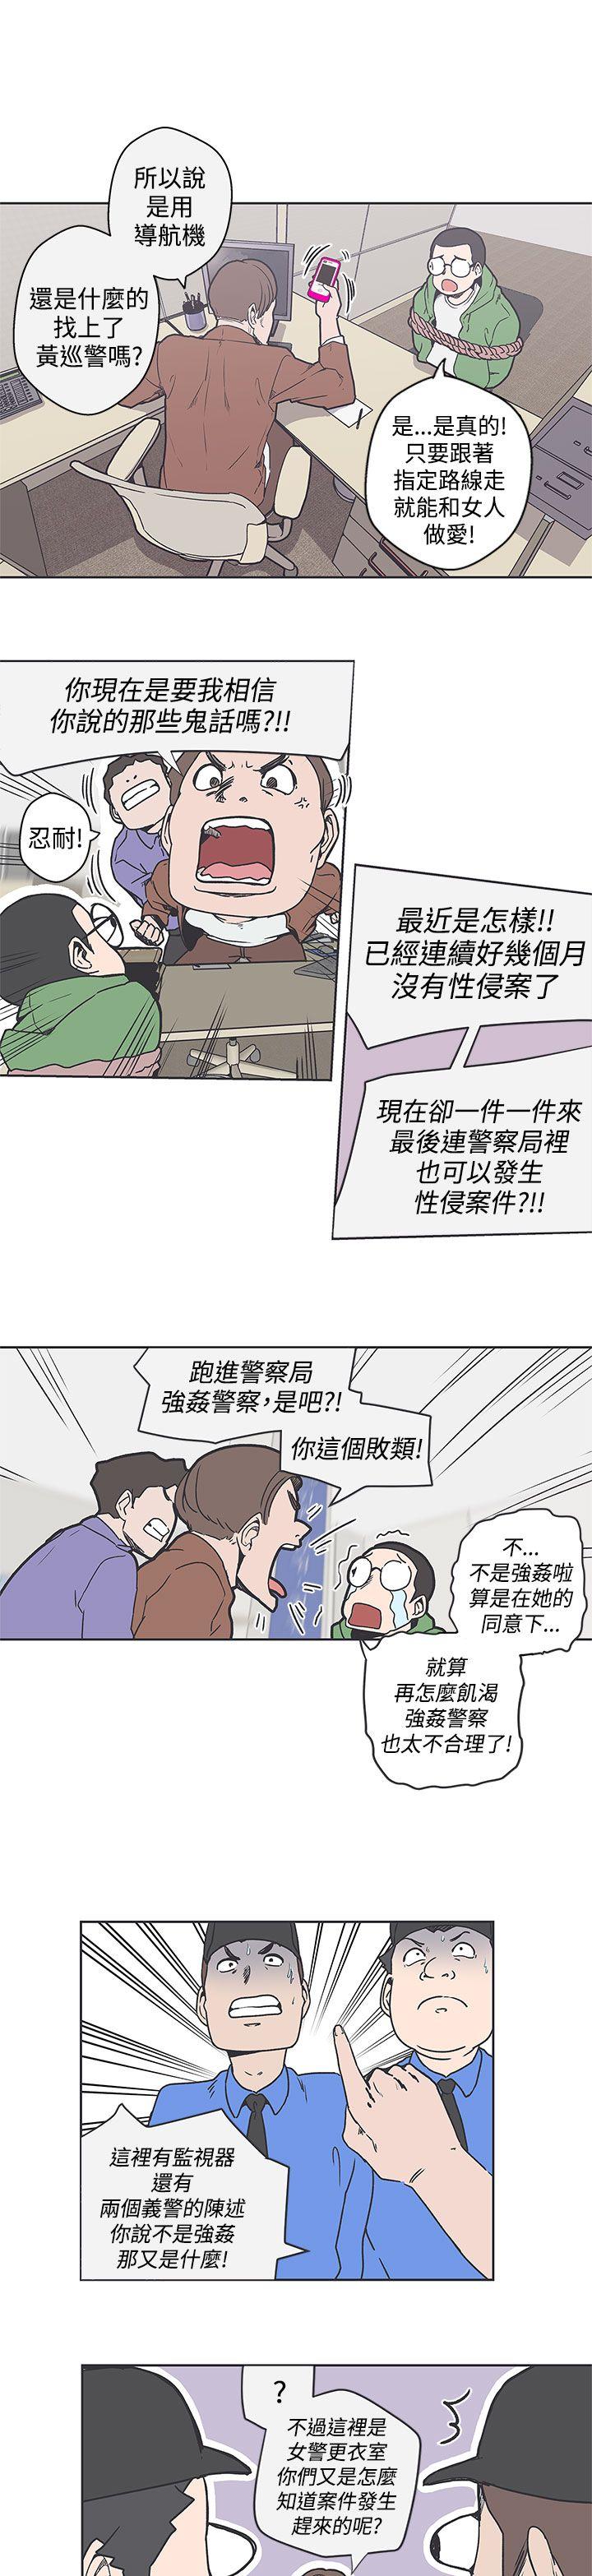 所以說
是用
導航機
還是什麼的
找上了
黃巡警嗎?
是...是真的!
只要跟著
指定路線走
就能和女人
做愛!
你現在是要我相信
你說的那些鬼話嗎?!!
忍耐!
最近是怎樣!!
已經連續好幾個月
沒有性侵案了
現在卻一件一件來
最後連警察局裡
也可以發生
性侵案件?!!
跑進警察局
強姦警察,是吧?!
你這個敗類!
不...
不是強姦啦
算是在她的
同意下...
就算
再怎麼飢渴
強姦警察
也太不合理了!
這裡有監視器
還有
兩個義警的陳述
你說不是強姦
那又是什麼!
?
不過這裡是
女警更衣室
你們又是怎麼
知道案件發生
趕來的呢?